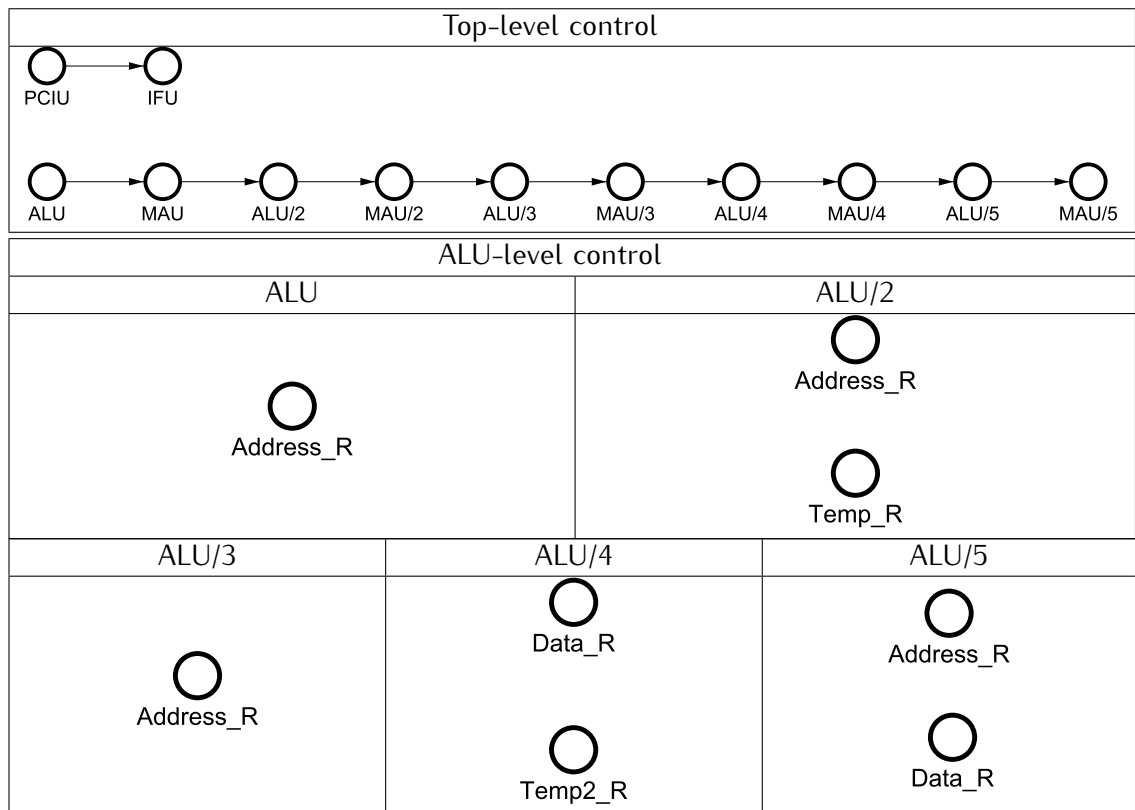 Top-level control
PCIU IFU
ALU MAU ALU/2 MAU/2 ALU/3 MAU/3 ALU/4 MAU/4 ALU/5 MAU/5
ALU-level control
ALU ALU/2
Address_R
Address_R
Temp_R
ALU/3 ALU/4 ALU/5
Data_R
Address_R
Address_R
Temp2_R
Data_R